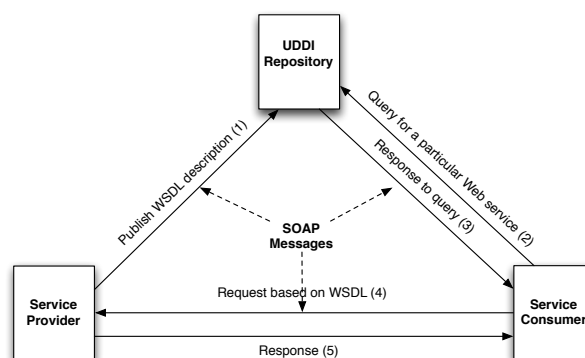 UDDI
Repository
Publish WSDL description (1)
Query for a particular Web service (2)
Response to query (3)
SOAP
Messages
Request based on WSDL (4)
Service
Provider
Service
Consumer
Response (5)